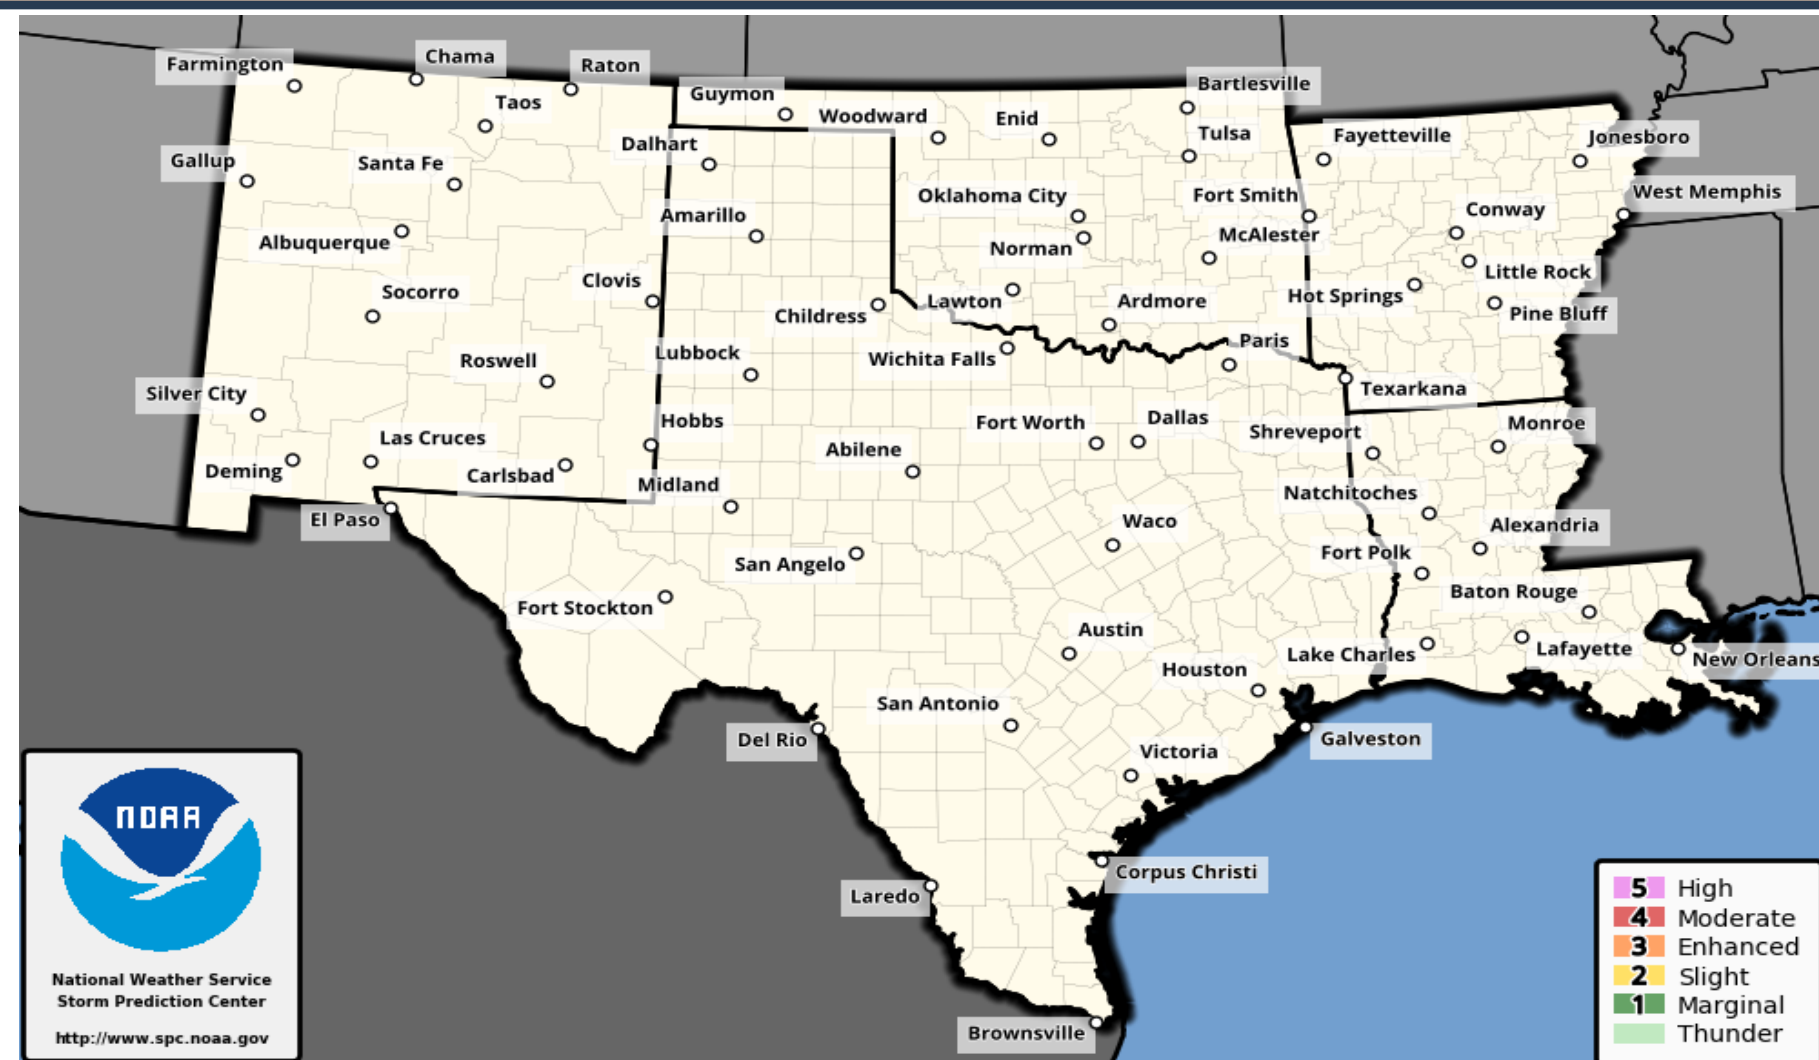 Farmington
Chama
Raton
Taos
Guymon
Woodward
Enid
Bartlesville
Tulsa
Fayetteville
Jonesboro
Gallup
Santa Fe
Dalhart
Oklahoma City
Fort Smith
Conway
West Memphis
Albuquerque
Amarillo
Norman
McAlester
Socorro
Clovis
Childress
Lawton
Ardmore
Hot Springs
Little Rock
Pine Bluff
Roswell
Lubbock
Wichita Falls
Paris
Texarkana
Silver City
Las Cruces
Hobbs
Fort Worth
Dallas
Shreveport
Monroe
Deming
Carlsbad
Midland
Abilene
Natchitoches
El Paso
San Angelo
Waco
Fort Polk
Alexandria
Fort Stockton
Austin
Baton Rouge
Houston
Lake Charles
Lafayette
New Orleans
Del Rio
San Antonio
Victoria
Galveston
Laredo
Corpus Christi
Brownsville
NOAA
National Weather Service
Storm Prediction Center
http://www.spc.noaa.gov
5 High
4 Moderate
3 Enhanced
2 Slight
1 Marginal
Thunder